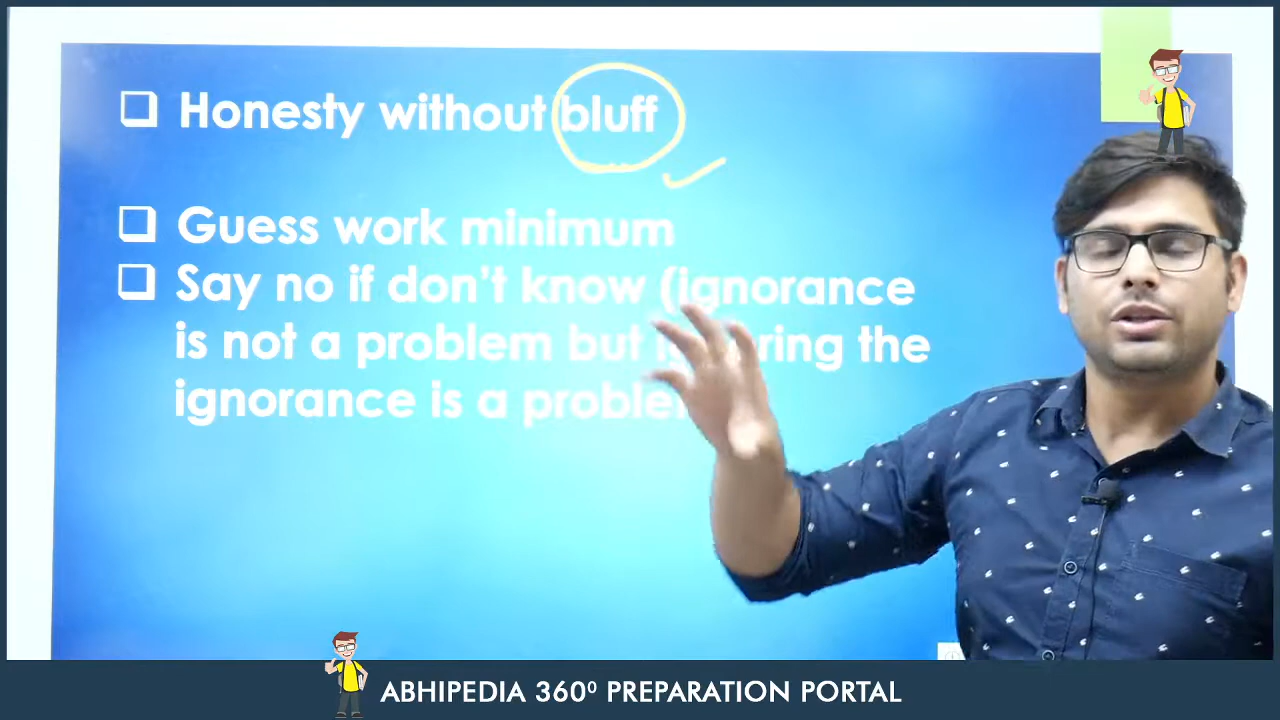 Honesty without bluff
Guess work minimum
Say no if don't know (ignorance
is not a problem but the
ignorance is a
ABHIPEDIA 360⁰ PREPARATION PORTAL